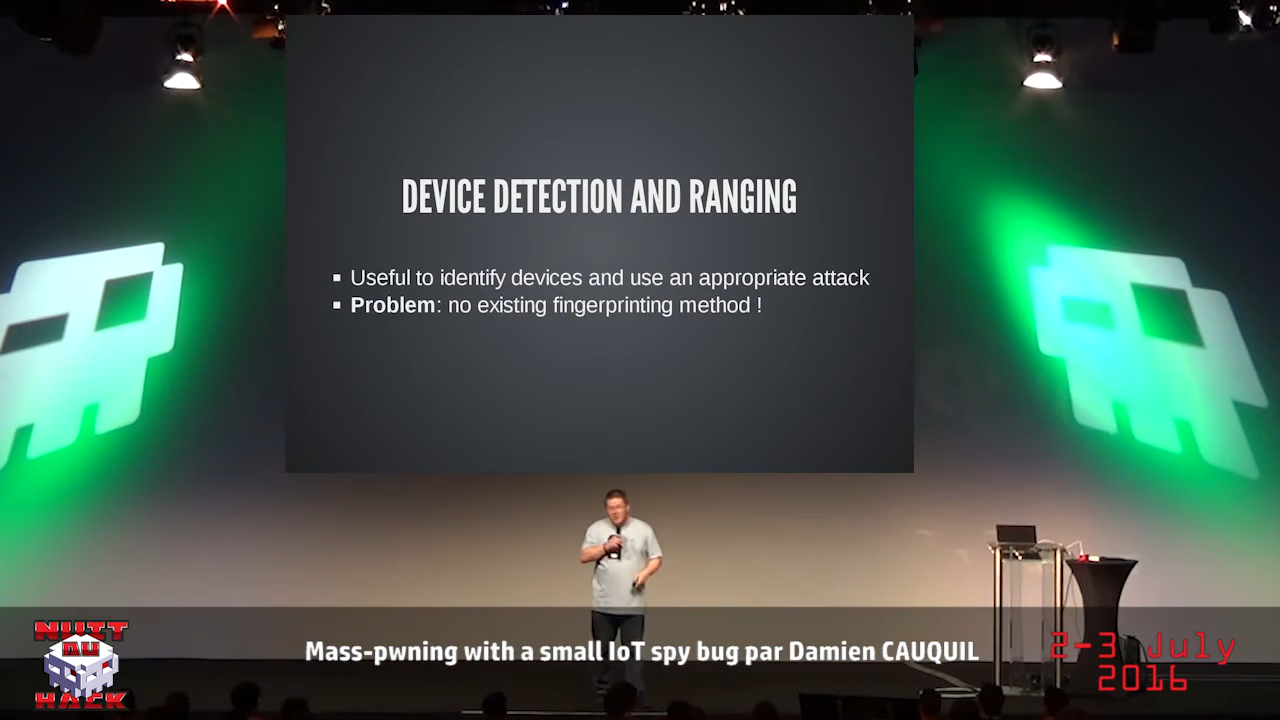 DEVICE DETECTION AND RANGING
Useful to identify devices and use an appropriate attack
Problem: no existing fingerprinting method !
NUIT
DU
HACK
Mass-pwning with a small IoT spy bug par Damien CAUQUIL
2-3 July
2016